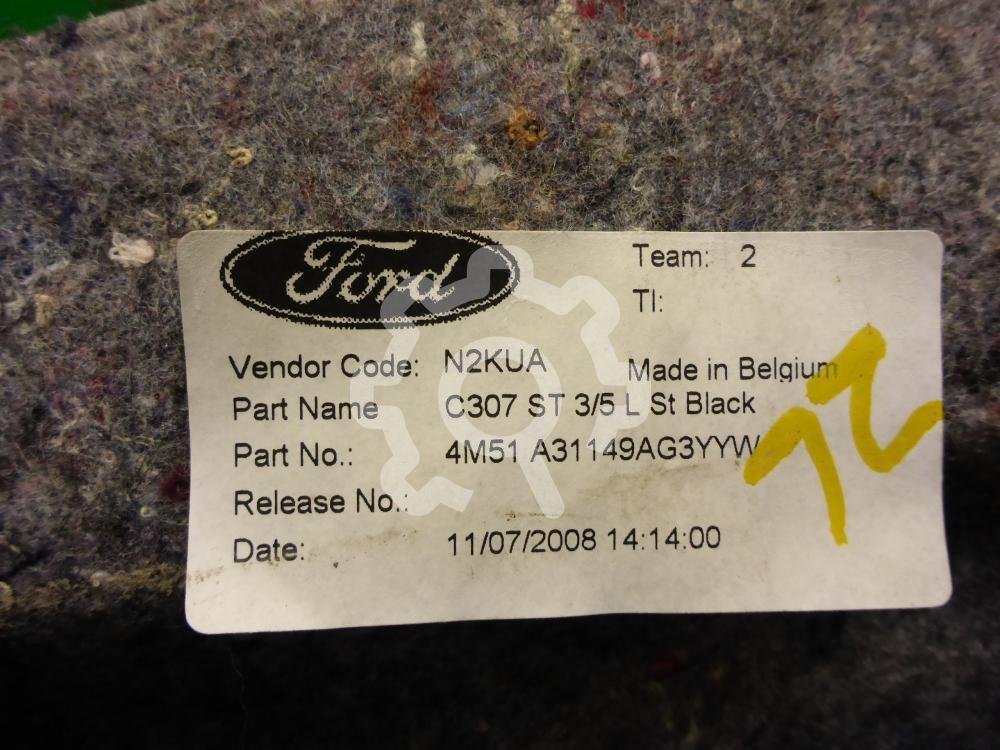 Ford
Team: 2
TI:
Vendor Code: N2KUA
Made in Belgium
Part Name C307 ST 3/5 L St Black
Part No.: 4M51 A31149AG3YYW
Release No.:
Date: 11/07/2008 14:14:00